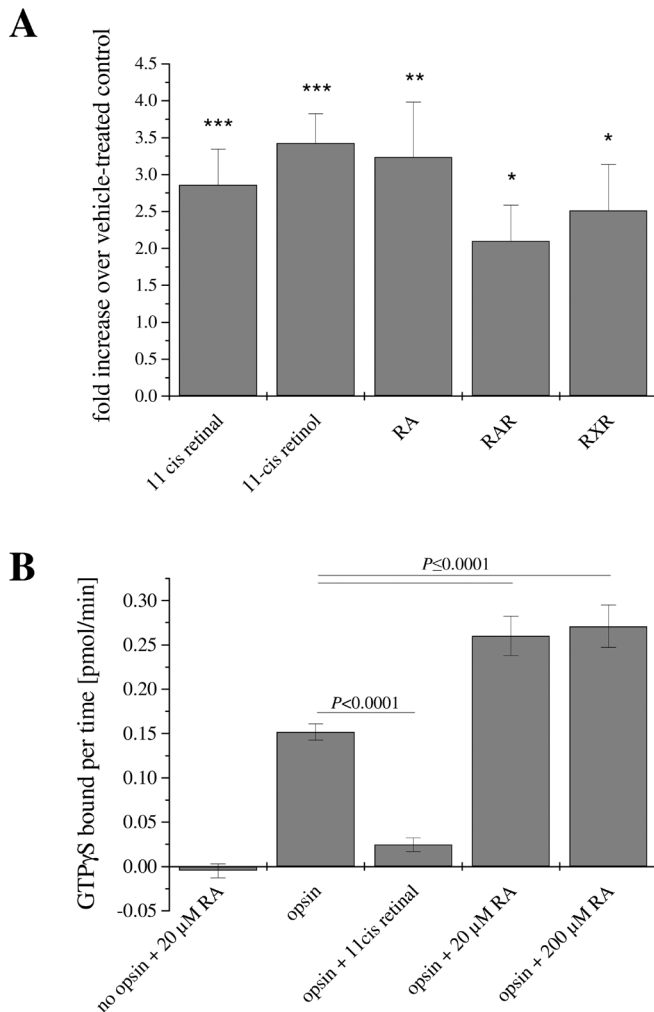 A
fold increase over vehicle-treated control
4.5
4.0
3.5
3.0
2.5
2.0
1.5
1.0
0.5
0.0
***
***
**
*
*
11 cis retinal
11-cis retinol
RA
RAR
RXR
B
GTPγS bound per time [pmol/min]
0.30
0.25
0.20
0.15
0.10
0.05
0.00
-0.05
P≤0.0001
P<0.0001
no opsin + 20 µM RA
opsin
opsin + 11cis retinal
opsin + 20 µM RA
opsin + 200 µM RA